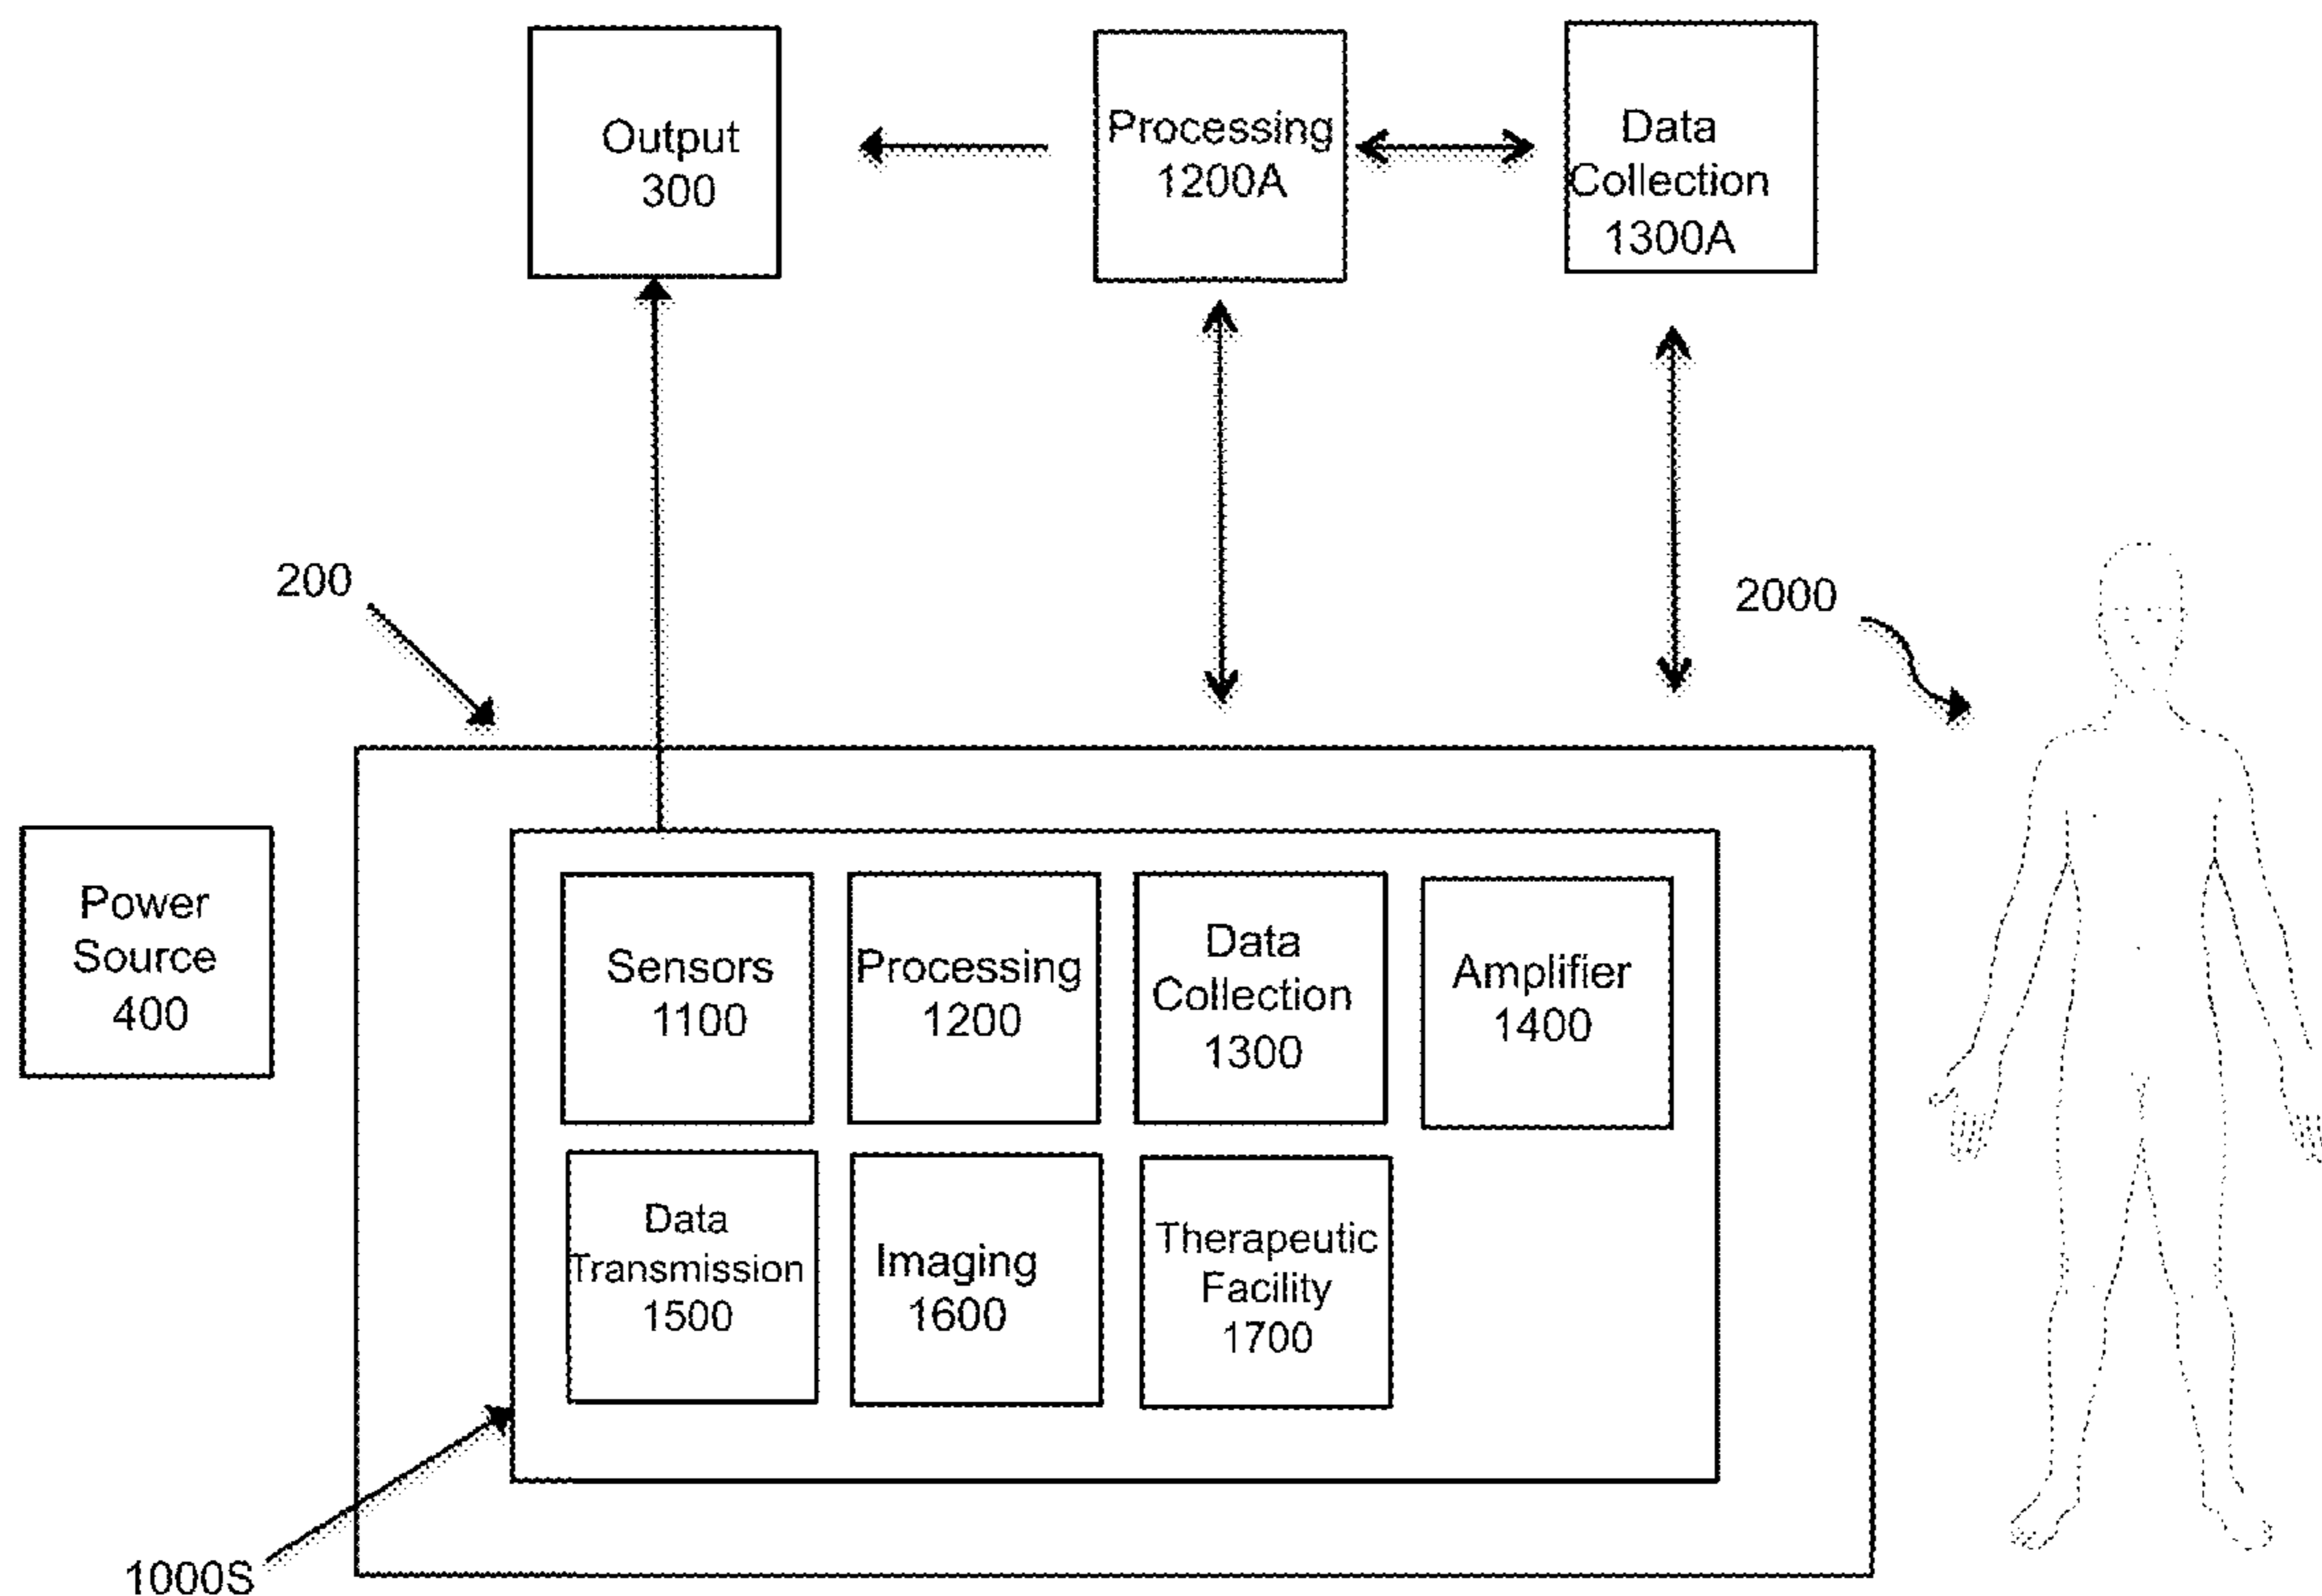 Output
300
Processing
1200A
Data
Collection
1300A
200
2000
Power
Source
400
Sensors
1100
Processing
1200
Data
Collection
1300
Amplifier
1400
Data
Transmission
1500
Imaging
1600
Therapeutic
Facility
1700
1000S